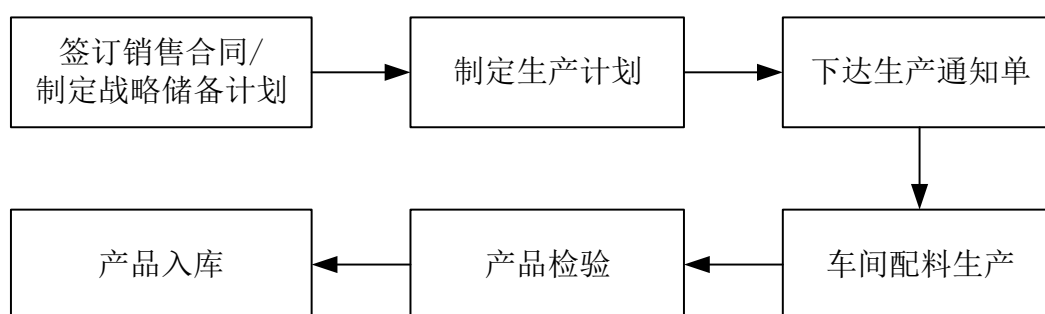 签订销售合同/
制定战略储备计划
制定生产计划
下达生产通知单
车间配料生产
产品检验
产品入库